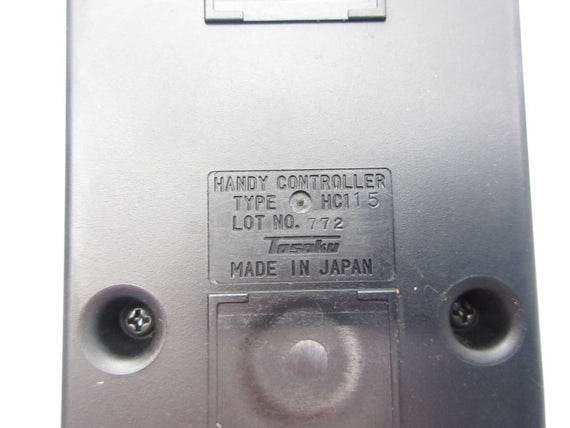 HANDY CONTROLLER
TYPE HC115
LOT NO. 772
Tosoku
MADE IN JAPAN